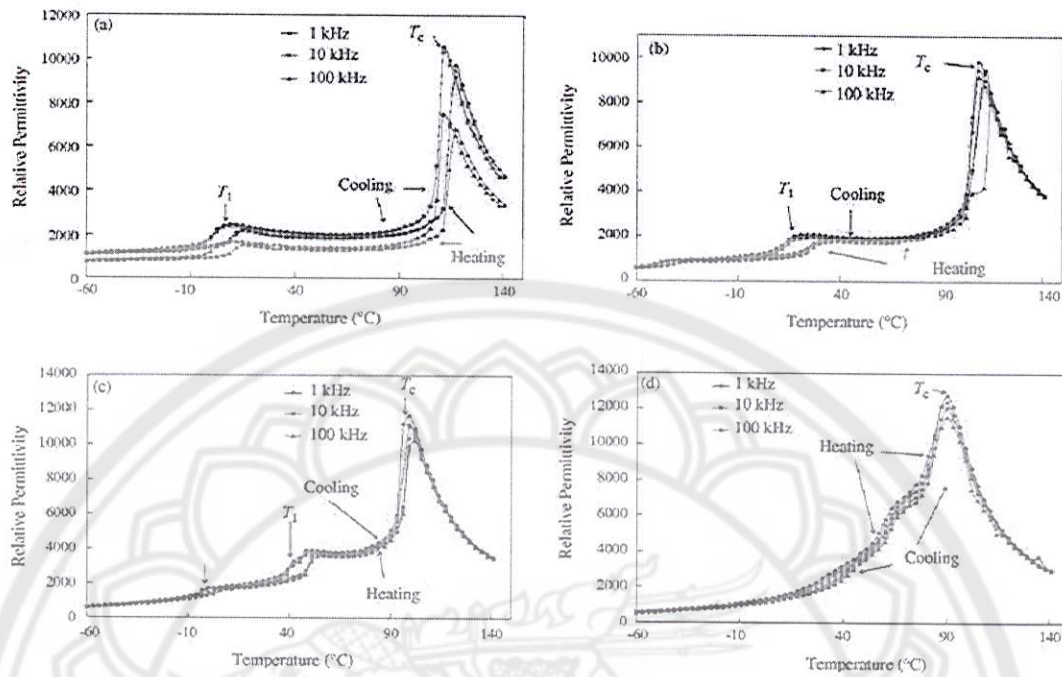 (a)
Tc
1 kHz
10 kHz
100 kHz
12000
10000
8000
6000
4000
2000
0
Relative Permittivity
T1
Cooling
Heating
-60
-10
40
90
140
Temperature (°C)
(b)
1 kHz
10 kHz
100 kHz
Tc
10000
8000
6000
4000
2000
0
Relative Permittivity
T1
Cooling
Heating
-60
-10
40
90
140
Temperature (°C)
(c)
1 kHz
10 kHz
100 kHz
Tc
14000
12000
10000
8000
6000
4000
2000
0
Relative Permittivity
Cooling
T1
Heating
-60
-10
40
90
140
Temperature (°C)
(d)
1 kHz
10 kHz
100 kHz
Tc
14000
12000
10000
8000
6000
4000
2000
0
Relative Permittivity
Heating
Cooling
-60
-10
40
90
140
Temperature (°C)